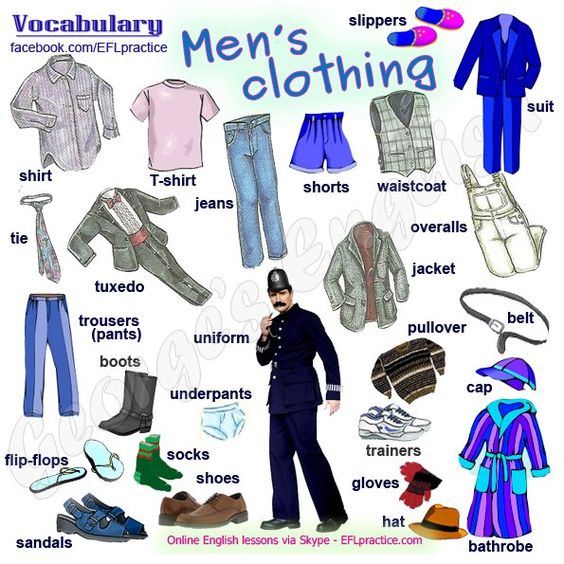 Vocabulary
facebook.com/EFLpractice
Men's
clothing
slippers
suit
shirt
T-shirt
jeans
shorts
waistcoat
tie
tuxedo
overalls
jacket
trousers
(pants)
uniform
pullover
belt
boots
underpants
cap
flip-flops
socks
shoes
trainers
gloves
hat
sandals
bathrobe
Online English lessons via Skype - EFLpractice.com
George's English